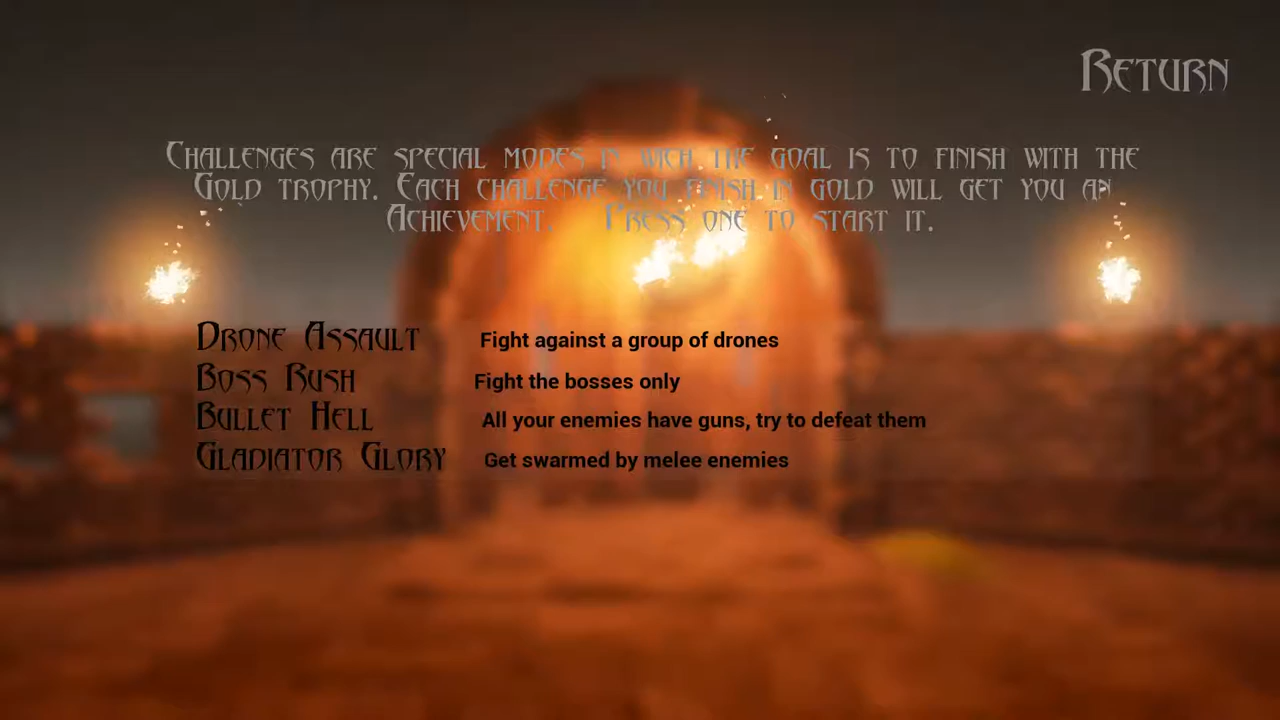 Return
Challenges are special modes in wich the goal is to finish with the
Gold trophy. Each challenge you finish in gold will get you an
Achievement. Press one to start it.
Drone Assault Fight against a group of drones
Boss Rush Fight the bosses only
Bullet Hell All your enemies have guns, try to defeat them
Gladiator Glory Get swarmed by melee enemies